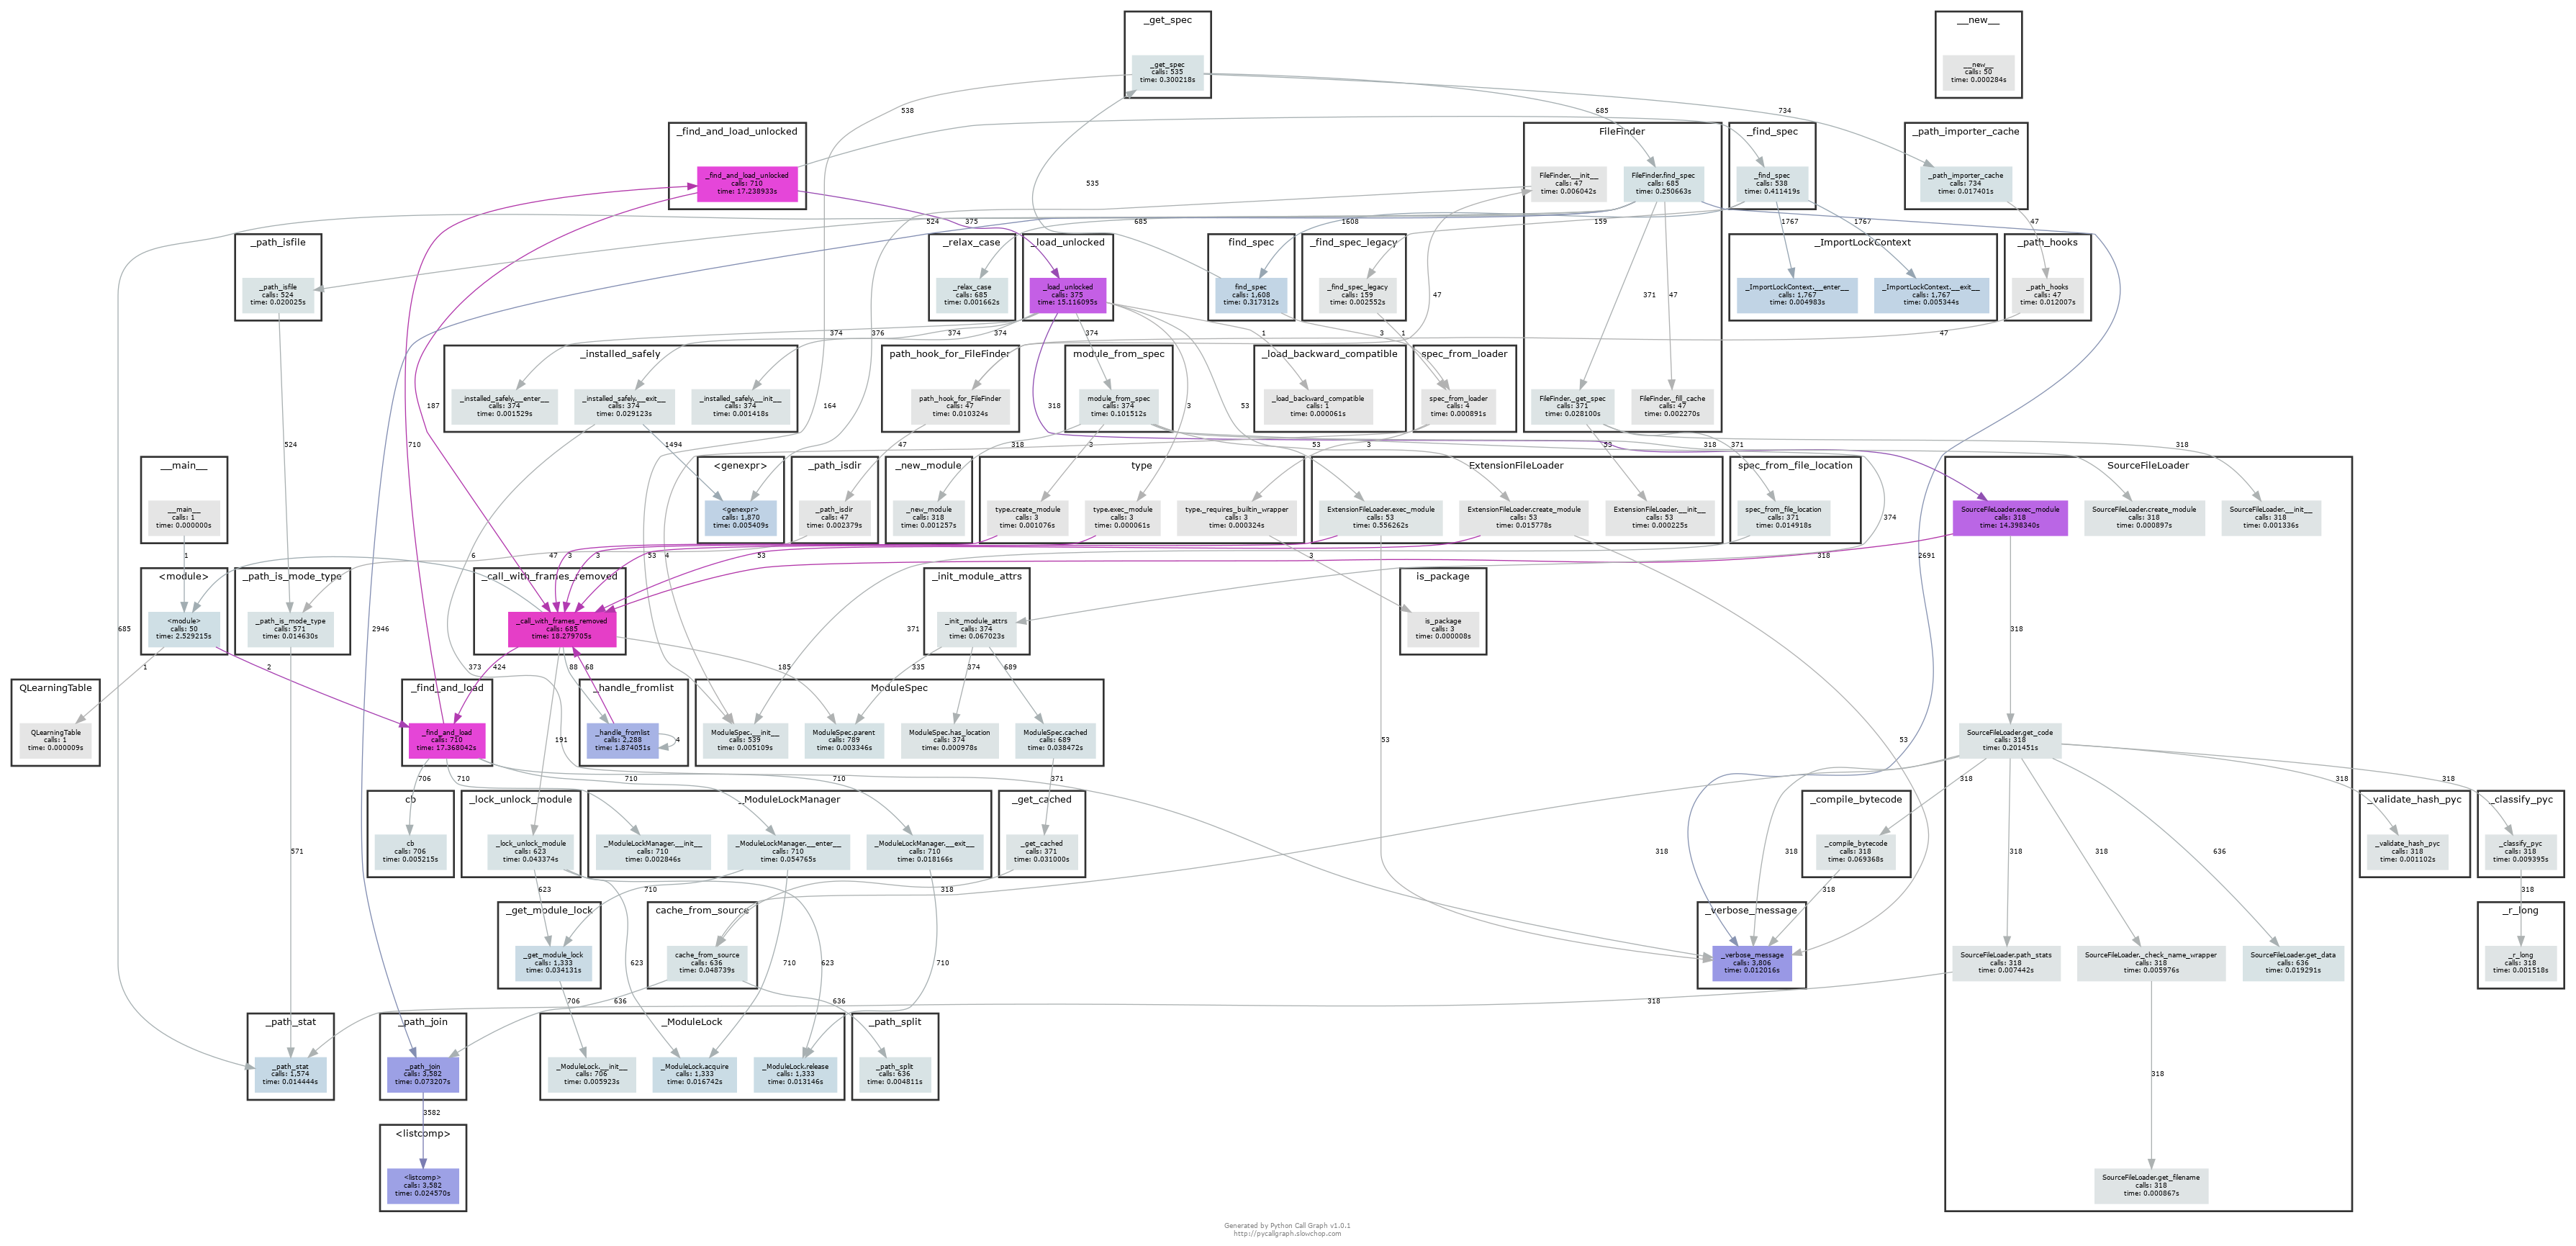 _get_spec
_get_spec
calls: 535
time: 0.300218s
__new__
__new__
calls: 50
time: 0.000284s
538
685
734
_find_and_load_unlocked
_find_and_load_unlocked
calls: 710
time: 17.238933s
FileFinder
FileFinder.__init__
calls: 47
time: 0.006042s
FileFinder.find_spec
calls: 685
time: 0.250663s
_find_spec
_find_spec
calls: 538
time: 0.411419s
_path_importer_cache
_path_importer_cache
calls: 734
time: 0.017401s
535
524
375
685
1608
159
1767
1767
47
_path_isfile
_path_isfile
calls: 524
time: 0.020025s
_relax_case
_relax_case
calls: 685
time: 0.001662s
_load_unlocked
_load_unlocked
calls: 375
time: 15.116095s
find_spec
find_spec
calls: 1,608
time: 0.317312s
_find_spec_legacy
_find_spec_legacy
calls: 159
time: 0.002552s
_ImportLockContext
_ImportLockContext.__enter__
calls: 1,767
time: 0.004983s
_ImportLockContext.__exit__
calls: 1,767
time: 0.005344s
_path_hooks
_path_hooks
calls: 47
time: 0.012007s
47
371
47
374
376
374
374
374
1
3
1
47
_installed_safely
_installed_safely.__enter__
calls: 374
time: 0.001529s
_installed_safely.__exit__
calls: 374
time: 0.029123s
_installed_safely.__init__
calls: 374
time: 0.001418s
path_hook_for_FileFinder
path_hook_for_FileFinder
calls: 47
time: 0.010324s
module_from_spec
module_from_spec
calls: 374
time: 0.101512s
_load_backward_compatible
_load_backward_compatible
calls: 1
time: 0.000061s
spec_from_loader
spec_from_loader
calls: 4
time: 0.000891s
FileFinder._get_spec
calls: 371
time: 0.028100s
FileFinder._fill_cache
calls: 47
time: 0.002270s
187
164
318
3
53
524
710
1494
47
318
3
53
3
318
53
371
318
__main__
__main__
calls: 1
time: 0.000000s
<genexpr>
<genexpr>
calls: 1,870
time: 0.005409s
_path_isdir
_path_isdir
calls: 47
time: 0.002379s
_new_module
_new_module
calls: 318
time: 0.001257s
type
type.create_module
calls: 3
time: 0.001076s
type.exec_module
calls: 3
time: 0.000061s
type._requires_builtin_wrapper
calls: 3
time: 0.000324s
ExtensionFileLoader
ExtensionFileLoader.exec_module
calls: 53
time: 0.556262s
ExtensionFileLoader.create_module
calls: 53
time: 0.015778s
ExtensionFileLoader.__init__
calls: 53
time: 0.000225s
spec_from_file_location
spec_from_file_location
calls: 371
time: 0.014918s
SourceFileLoader
SourceFileLoader.exec_module
calls: 318
time: 14.398340s
SourceFileLoader.create_module
calls: 318
time: 0.000897s
SourceFileLoader.__init__
calls: 318
time: 0.001336s
374
1
6
47
3
3
53
4
53
3
318
2691
<module>
<module>
calls: 50
time: 2.529215s
_path_is_mode_type
_path_is_mode_type
calls: 571
time: 0.014630s
_call_with_frames_removed
_call_with_frames_removed
calls: 685
time: 18.279705s
_init_module_attrs
_init_module_attrs
calls: 374
time: 0.067023s
is_package
is_package
calls: 3
time: 0.000008s
685
2946
371
318
1
2
373
424
88
68
185
335
374
689
QLearningTable
QLearningTable
calls: 1
time: 0.000009s
_find_and_load
_find_and_load
calls: 710
time: 17.368042s
_handle_fromlist
_handle_fromlist
calls: 2,288
time: 1.874051s
4
ModuleSpec
ModuleSpec.__init__
calls: 539
time: 0.005109s
ModuleSpec.parent
calls: 789
time: 0.003346s
ModuleSpec.has_location
calls: 374
time: 0.000978s
ModuleSpec.cached
calls: 689
time: 0.038472s
SourceFileLoader.get_code
calls: 318
time: 0.201451s
191
53
53
706
710
710
710
371
318
318
318
cb
cb
calls: 706
time: 0.005215s
_lock_unlock_module
_lock_unlock_module
calls: 623
time: 0.043374s
_ModuleLockManager
_ModuleLockManager.__init__
calls: 710
time: 0.002846s
_ModuleLockManager.__enter__
calls: 710
time: 0.054765s
_ModuleLockManager.__exit__
calls: 710
time: 0.018166s
_get_cached
_get_cached
calls: 371
time: 0.031000s
_compile_bytecode
_compile_bytecode
calls: 318
time: 0.069368s
_validate_hash_pyc
_validate_hash_pyc
calls: 318
time: 0.001102s
_classify_pyc
_classify_pyc
calls: 318
time: 0.009395s
571
318
318
318
318
636
623
710
318
318
_get_module_lock
_get_module_lock
calls: 1,333
time: 0.034131s
cache_from_source
cache_from_source
calls: 636
time: 0.048739s
_verbose_message
_verbose_message
calls: 3,806
time: 0.012016s
SourceFileLoader.path_stats
calls: 318
time: 0.007442s
SourceFileLoader._check_name_wrapper
calls: 318
time: 0.005976s
SourceFileLoader.get_data
calls: 636
time: 0.019291s
_r_long
_r_long
calls: 318
time: 0.001518s
623
710
623
710
706
636
636
318
_path_stat
_path_stat
calls: 1,574
time: 0.014444s
_path_join
_path_join
calls: 3,582
time: 0.073207s
_ModuleLock
_ModuleLock.__init__
calls: 706
time: 0.005923s
_ModuleLock.acquire
calls: 1,333
time: 0.016742s
_ModuleLock.release
calls: 1,333
time: 0.013146s
_path_split
_path_split
calls: 636
time: 0.004811s
318
3582
<listcomp>
<listcomp>
calls: 3,582
time: 0.024570s
SourceFileLoader.get_filename
calls: 318
time: 0.000867s
Generated by Python Call Graph v1.0.1
http://pycallgraph.slowchop.com